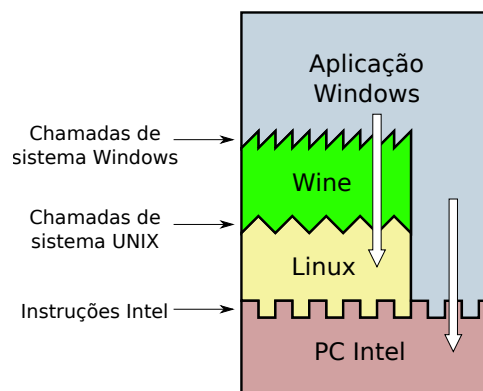 Aplicação
Windows
Chamadas de
sistema Windows
Wine
Chamadas de
sistema UNIX
Linux
Instruções Intel
PC Intel